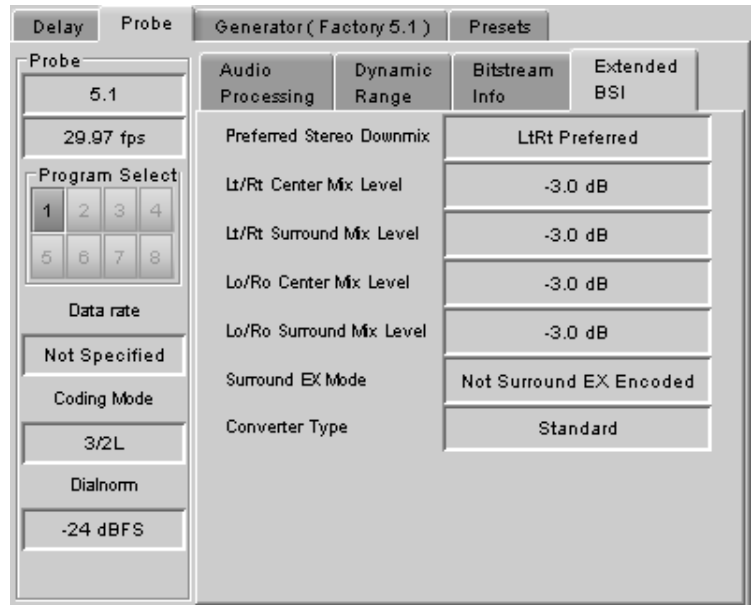 Delay Probe Generator ( Factory 5.1 ) Presets
Probe
5.1
29.97 fps
Program Select
1 2 3 4
5 6 7 8
Data rate
Not Specified
Coding Mode
3/2L
Dialnorm
-24 dBFS
Audio Processing
Dynamic Range
Bitstream Info
Extended BSI
Preferred Stereo Downmix LtRt Preferred
Lt/Rt Center Mix Level -3.0 dB
Lt/Rt Surround Mix Level -3.0 dB
Lo/Ro Center Mix Level -3.0 dB
Lo/Ro Surround Mix Level -3.0 dB
Surround EX Mode Not Surround EX Encoded
Converter Type Standard